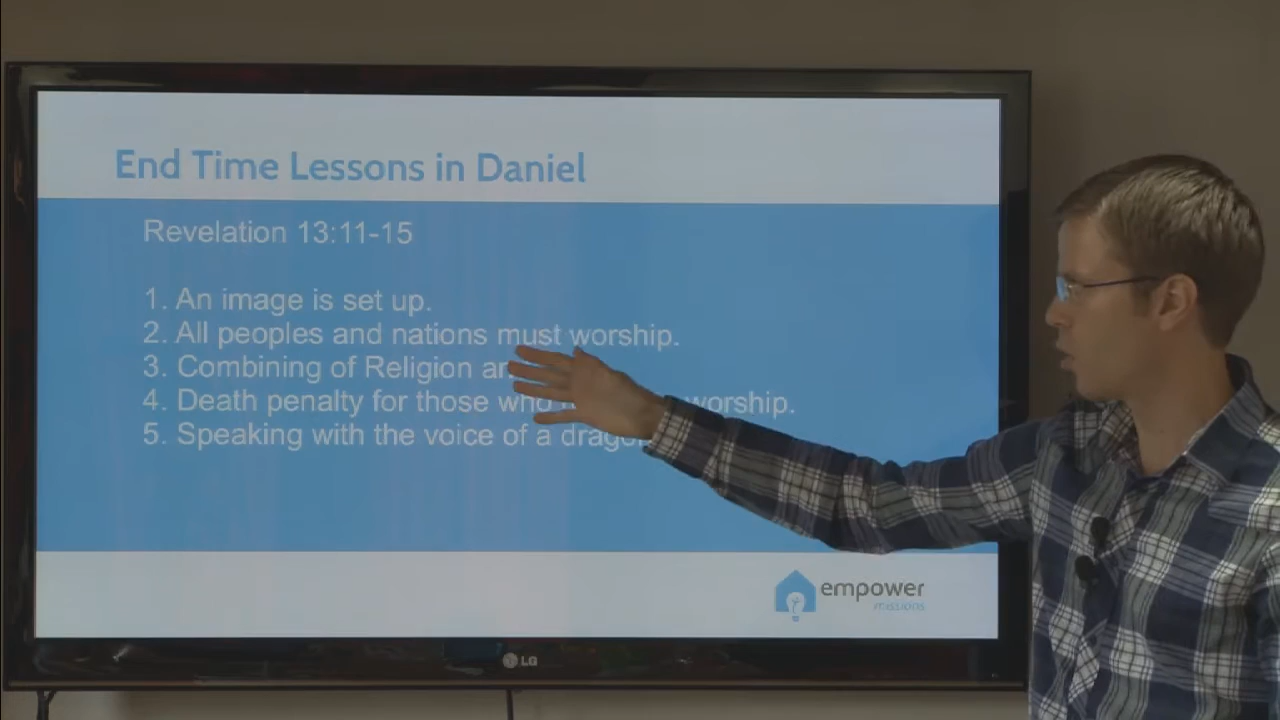 End Time Lessons in Daniel
Revelation 13:11-15
1. An image is set up.
2. All peoples and nations must worship.
3. Combining of Religion
4. Death penalty for those who worship.
5. Speaking with the voice of a
empower
missions
LG